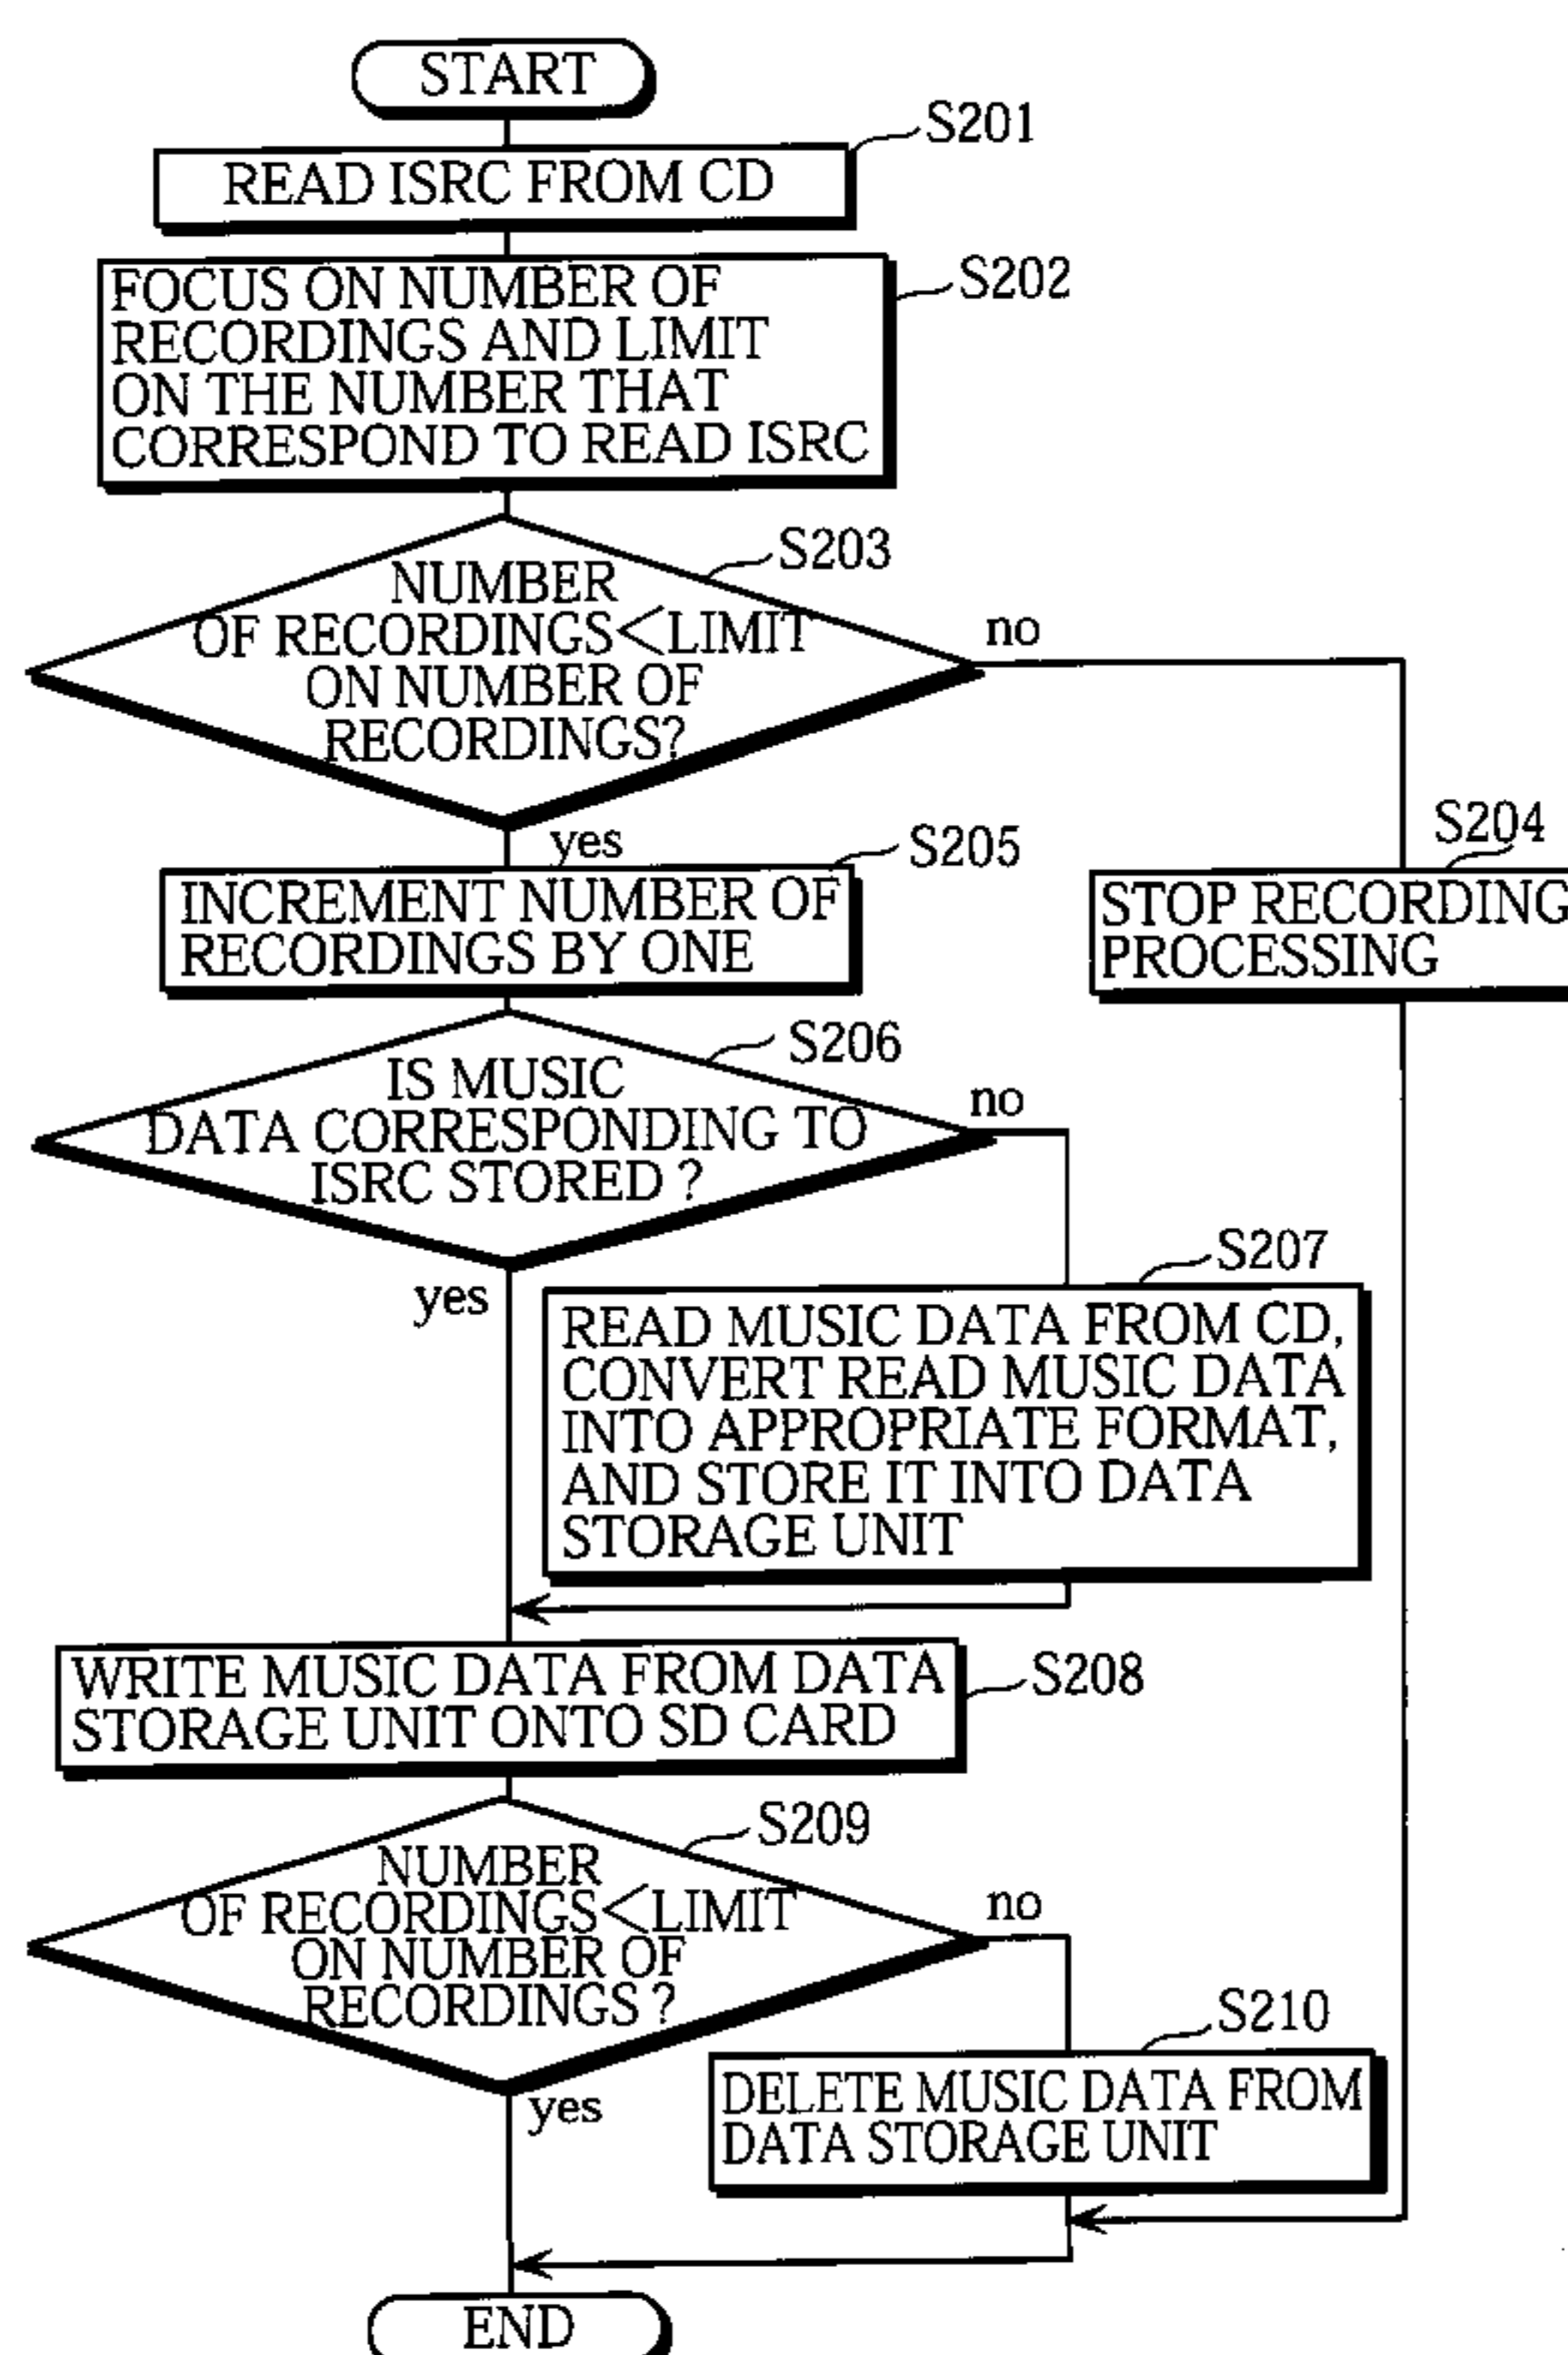 START
S201
READ ISRC FROM CD
S202
FOCUS ON NUMBER OF
RECORDINGS AND LIMIT
ON THE NUMBER THAT
CORRESPOND TO READ ISRC
S203
NUMBER
OF RECORDINGS<LIMIT
ON NUMBER OF
RECORDINGS?
no
yes
S204
STOP RECORDING
PROCESSING
S205
INCREMENT NUMBER OF
RECORDINGS BY ONE
S206
IS MUSIC
DATA CORRESPONDING TO
ISRC STORED ?
no
yes
S207
READ MUSIC DATA FROM CD,
CONVERT READ MUSIC DATA
INTO APPROPRIATE FORMAT,
AND STORE IT INTO DATA
STORAGE UNIT
S208
WRITE MUSIC DATA FROM DATA
STORAGE UNIT ONTO SD CARD
S209
NUMBER
OF RECORDINGS<LIMIT
ON NUMBER OF
RECORDINGS ?
no
yes
S210
DELETE MUSIC DATA FROM
DATA STORAGE UNIT
END